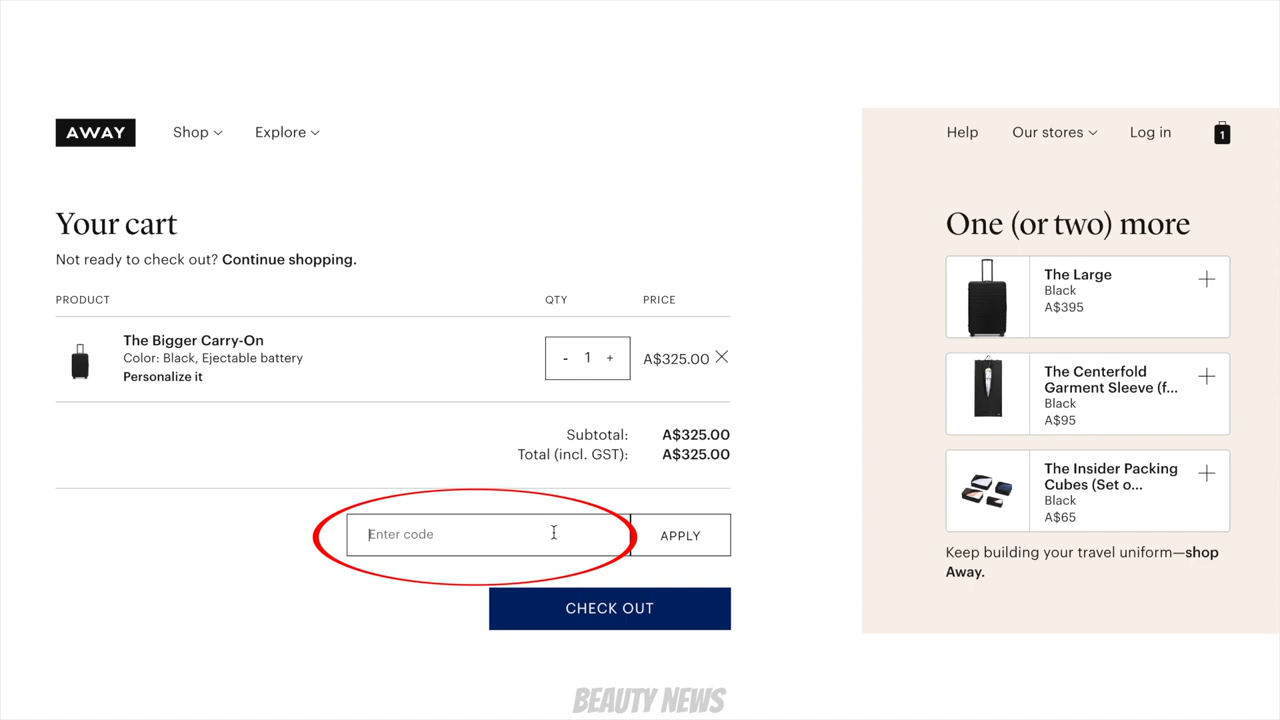 AWAY
Shop
Explore
Help
Our stores
Log in
1
Your cart
Not ready to check out? Continue shopping.
PRODUCT
QTY
PRICE
The Bigger Carry-On
Color: Black, Ejectable battery
Personalize it
- 1 +
A$325.00
Subtotal: A$325.00
Total (incl. GST): A$325.00
Enter code
APPLY
CHECK OUT
One (or two) more
The Large
Black
A$395
The Centerfold
Garment Sleeve (f...
Black
A$95
The Insider Packing
Cubes (Set o...
Black
A$65
Keep building your travel uniform—shop
Away.
BEAUTY NEWS